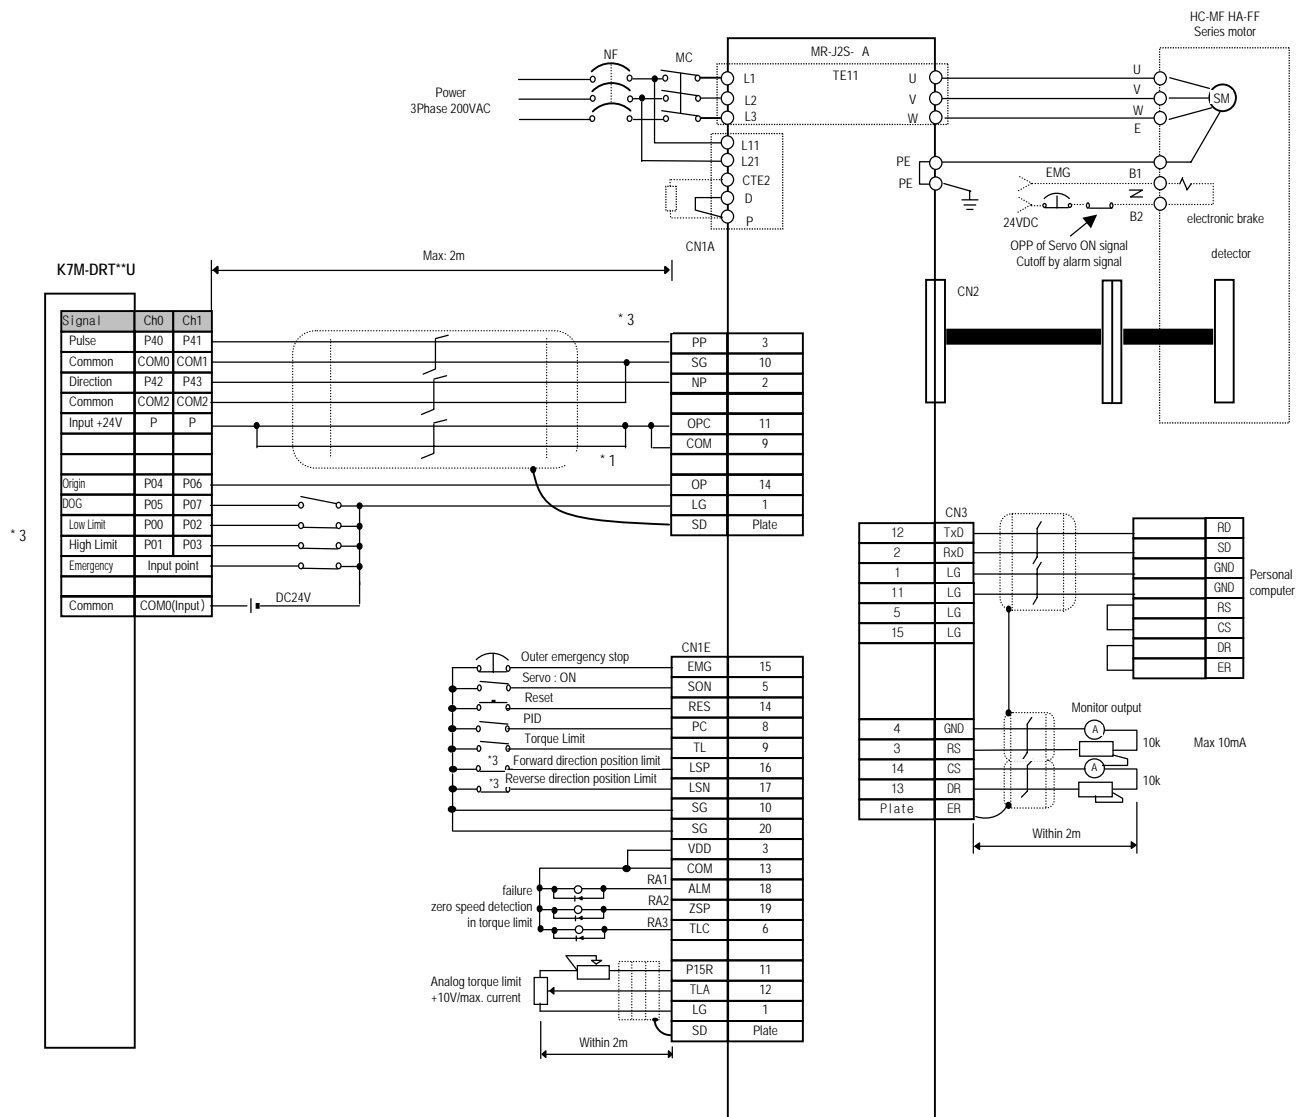 HC-MF HA-FF
Series motor
MR-J2S-  A
NF
MC
TE11
L1
L2
L3
U
V
W
U
V
W
E
SM
Power
3Phase 200VAC
L11
L21
CTE2
D
P
PE
PE
EMG
B1
B2
24VDC
electronic brake
OPP of Servo ON signal
Cutoff by alarm signal
detector
CN1A
Max: 2m
K7M-DRT**U
CN2
Signal Ch0 Ch1
Pulse P40 P41
Common COM0 COM1
Direction P42 P43
Common COM2 COM2
Input +24V P P
Origin P04 P06
DOG P05 P07
Low Limit P00 P02
High Limit P01 P03
Emergency Input point
Common COM0(Input)
* 3
DC24V
* 3
* 1
PP 3
SG 10
NP 2
OPC 11
COM 9
OP 14
LG 1
SD Plate
CN3
12 TxD
2 RxD
1 LG
11 LG
5 LG
15 LG
4 GND
3 RS
14 CS
13 DR
Plate ER
RD
SD
GND
GND
RS
CS
DR
ER
Personal
computer
Monitor output
A
10k
A
10k
Max 10mA
Within 2m
CN1E
Outer emergency stop
Servo : ON
Reset
PID
Torque Limit
*3 Forward direction position limit
*3 Reverse direction position Limit
EMG 15
SON 5
RES 14
PC 8
TL 9
LSP 16
LSN 17
SG 10
SG 20
VDD 3
COM 13
ALM 18
ZSP 19
TLC 6
P15R 11
TLA 12
LG 1
SD Plate
failure
zero speed detection
in torque limit
RA1
RA2
RA3
Analog torque limit
+10V/max. current
Within 2m